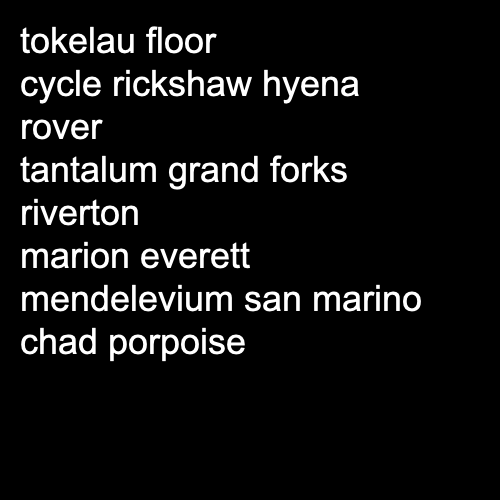 tokelau floor
cycle rickshaw hyena
rover
tantalum grand forks
riverton
marion everett
mendelevium san marino
chad porpoise